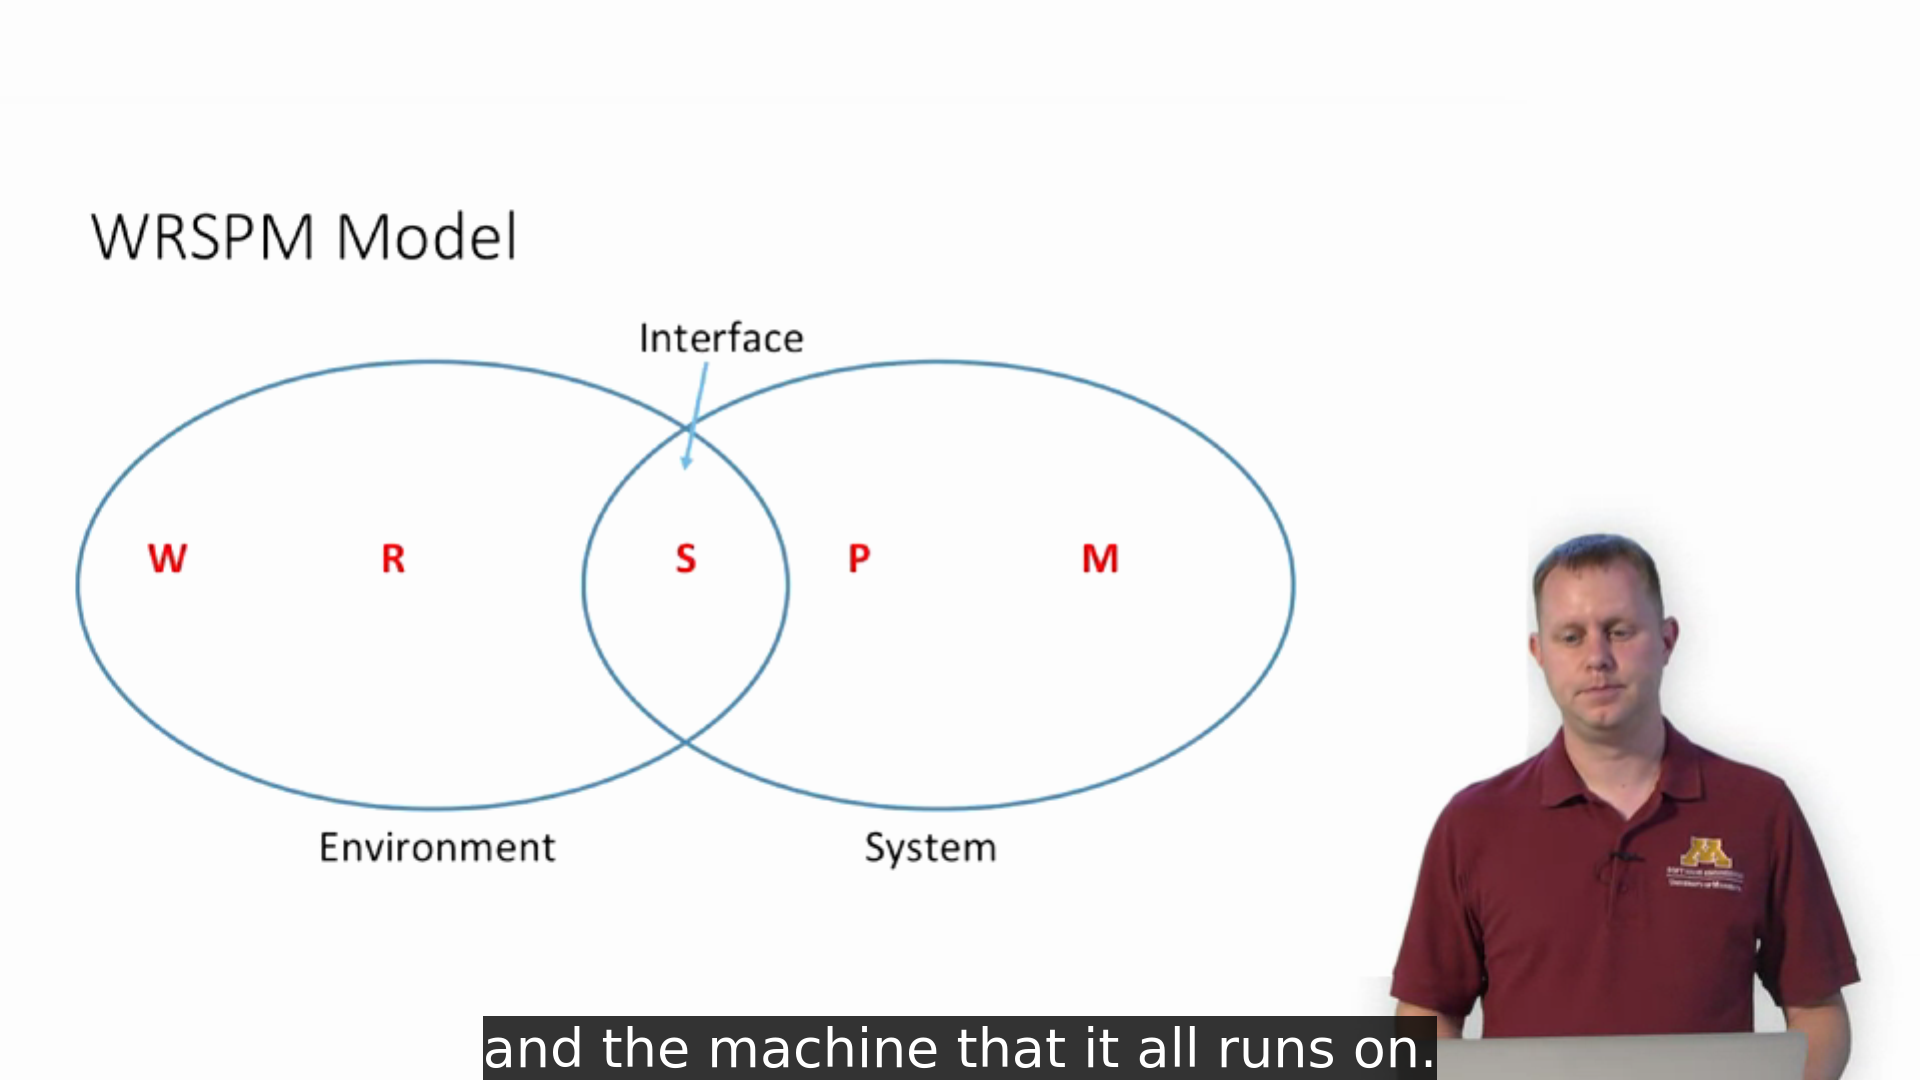 WRSPM Model
Interface
W R S P M
Environment System
and the machine that it all runs on.